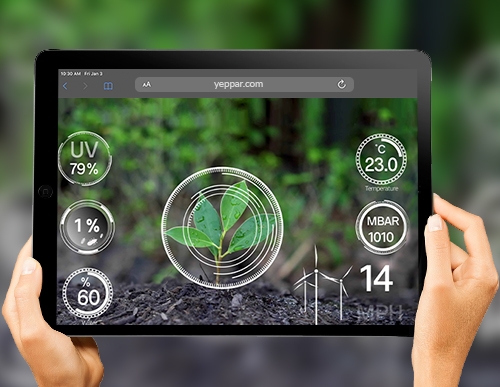 10:30 AM Fri Jan 3
AA yeppar.com
UV
79%
°C
23.0
Temperature
1 %
MBAR
1010
%
60
14
MPH